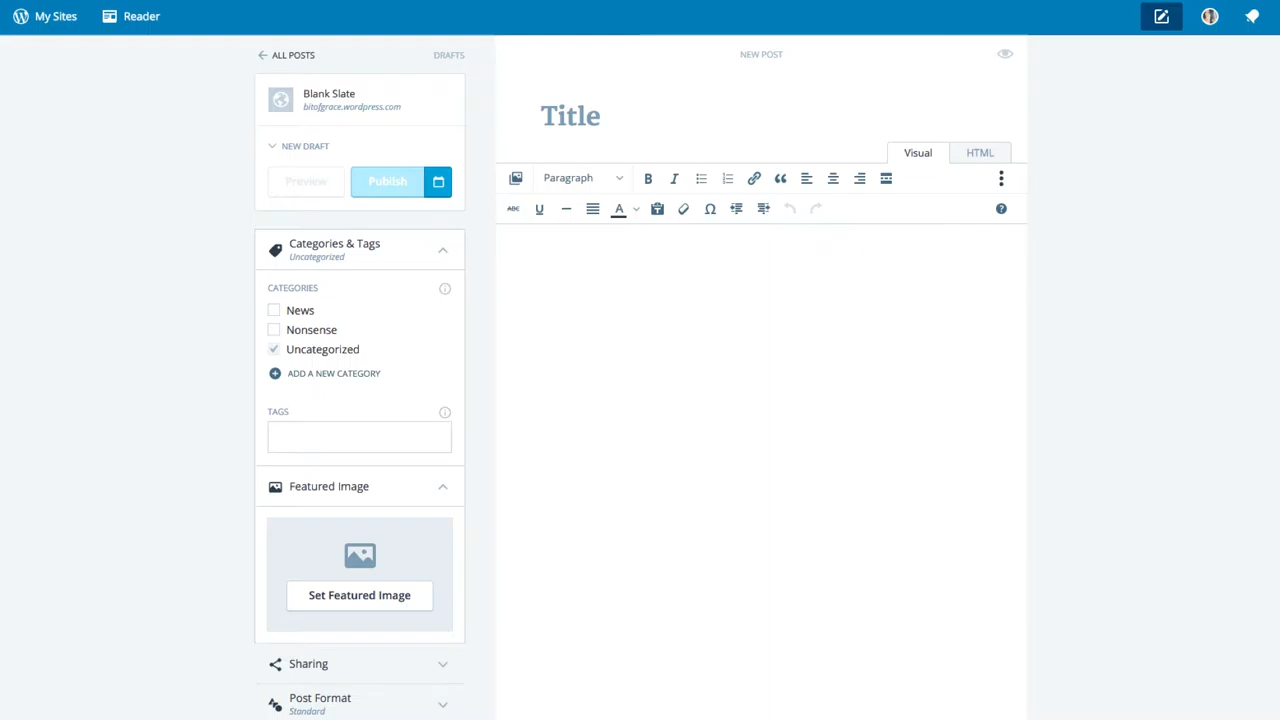 My Sites
Reader
ALL POSTS
DRAFTS
Blank Slate
bitofgrace.wordpress.com
NEW DRAFT
Preview
Publish
Categories & Tags
Uncategorized
CATEGORIES
News
Nonsense
Uncategorized
ADD A NEW CATEGORY
TAGS
Featured Image
Set Featured Image
Sharing
Post Format
Standard
NEW POST
Title
Visual
HTML
Paragraph
B
I
ABC
U
A
Ω